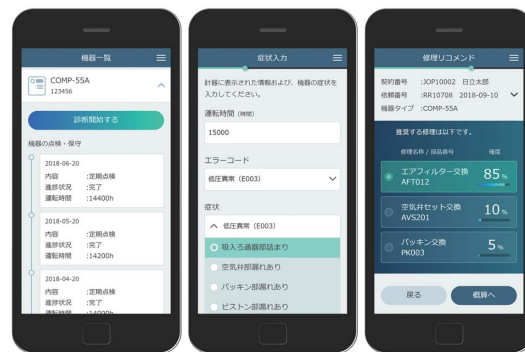 機器一覧
COMP-55A
123456
診断開始する
機器の点検・保守
2018-06-20
内容 :定期点検
進捗状況 :完了
運転時間 :14400h
2018-05-20
内容 :定期点検
進捗状況 :完了
運転時間 :14200h
2018-04-20
内容 :定期点検
進捗状況 :完了
運転時間 :14000h
症状入力
計器に表示された情報および、機器の症状を
入力してください。
運転時間 (時間)
15000
エラーコード
低圧異常 (E003)
症状
低圧異常 (E003)
吸入ろ過器部詰まり
空気弁部漏れあり
パッキン部漏れあり
ピストン部漏れあり
修理リコメンド
契約番号 :JOP10002 日立太郎
依頼番号 :RR10708 2018-09-10
機器タイプ :COMP-55A
推奨する修理は以下です。
修理名称 / 部品番号 確度
エアフィルター交換 85%
AFT012
空気弁セット交換 10%
AVS201
パッキン交換 5%
PK003
戻る 概算へ